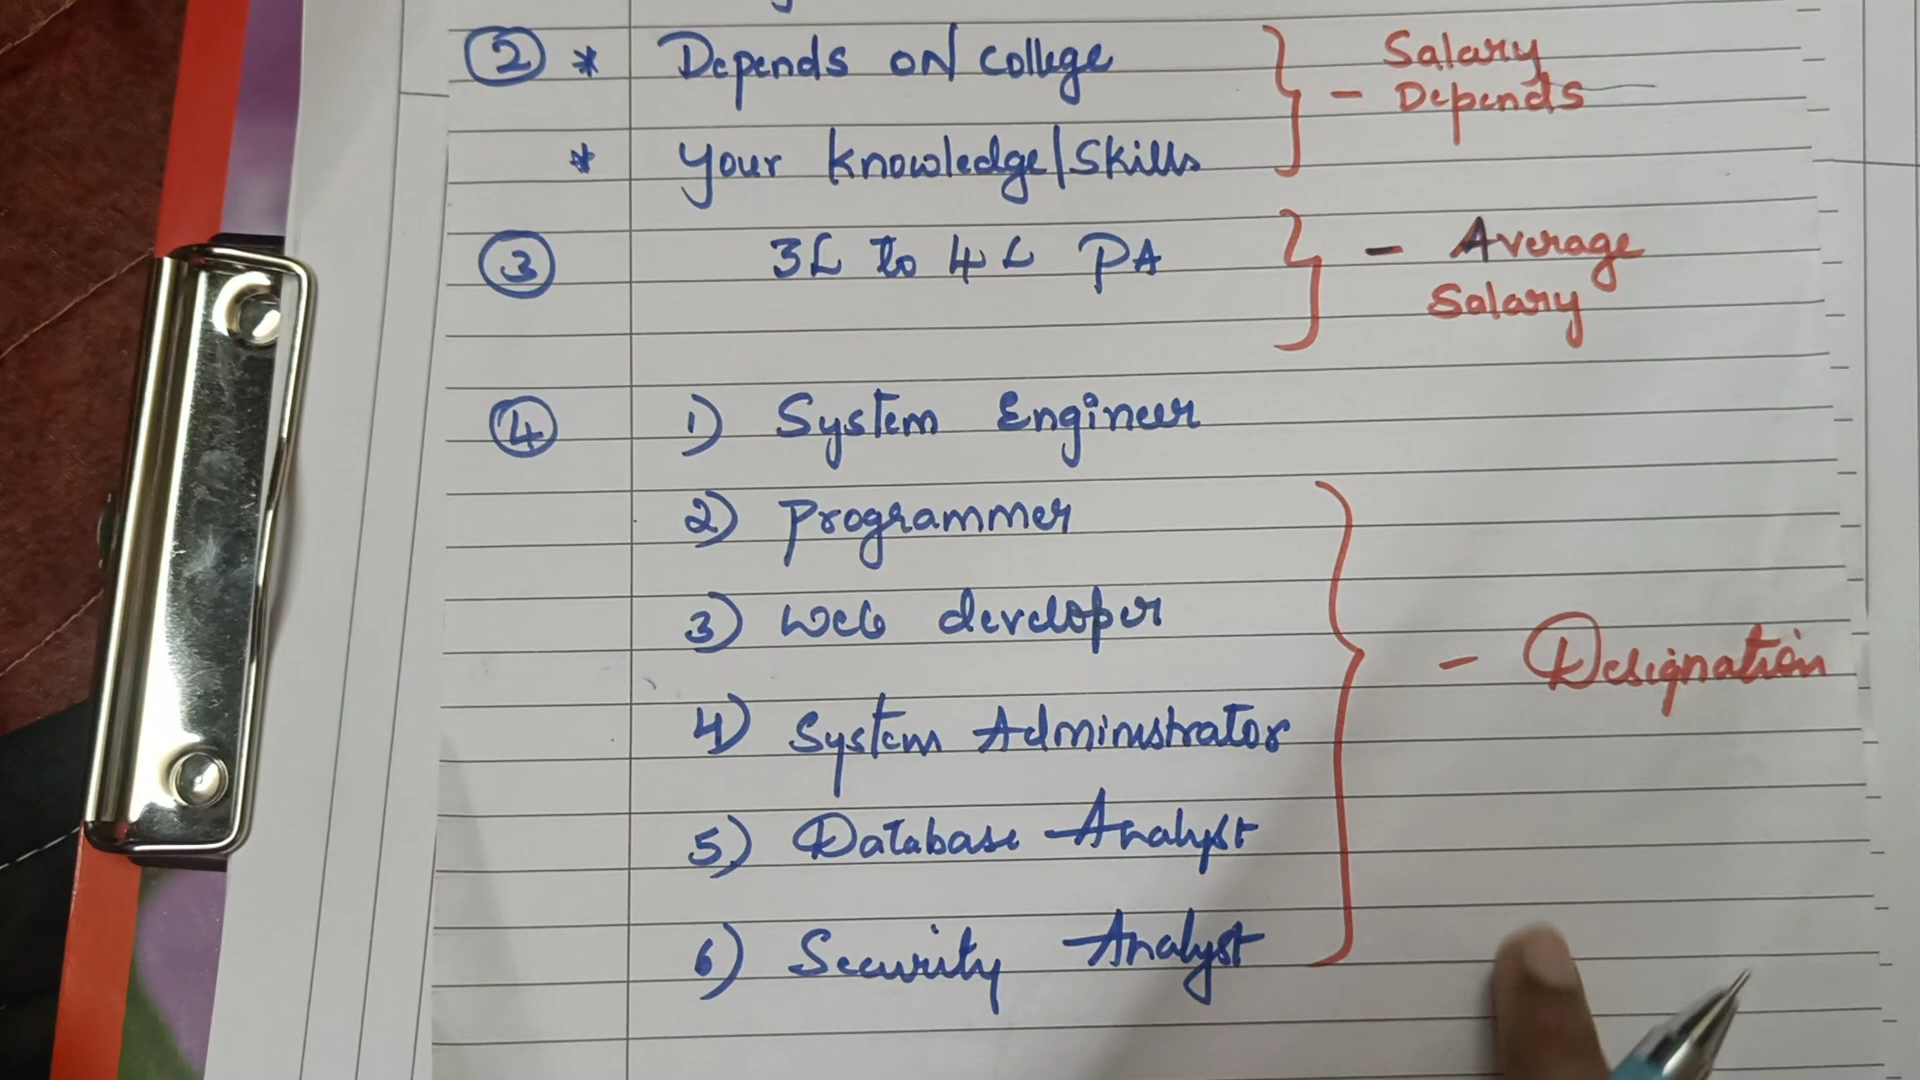 ② * Depends ON College
- Salary Depends
* Your Knowledge/Skills
③ 3L to 4L PA
- Average Salary
④ 1) System Engineer
2) Programmer
3) Web developer
- Designation
4) System Administrator
5) Database Analyst
6) Security Analyst